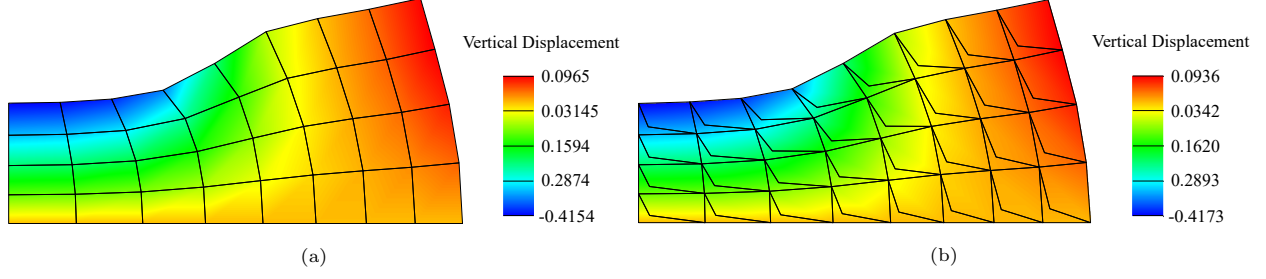 Vertical Displacement
0.0965
0.03145
0.1594
0.2874
-0.4154
(a)
Vertical Displacement
0.0936
0.0342
0.1620
0.2893
-0.4173
(b)